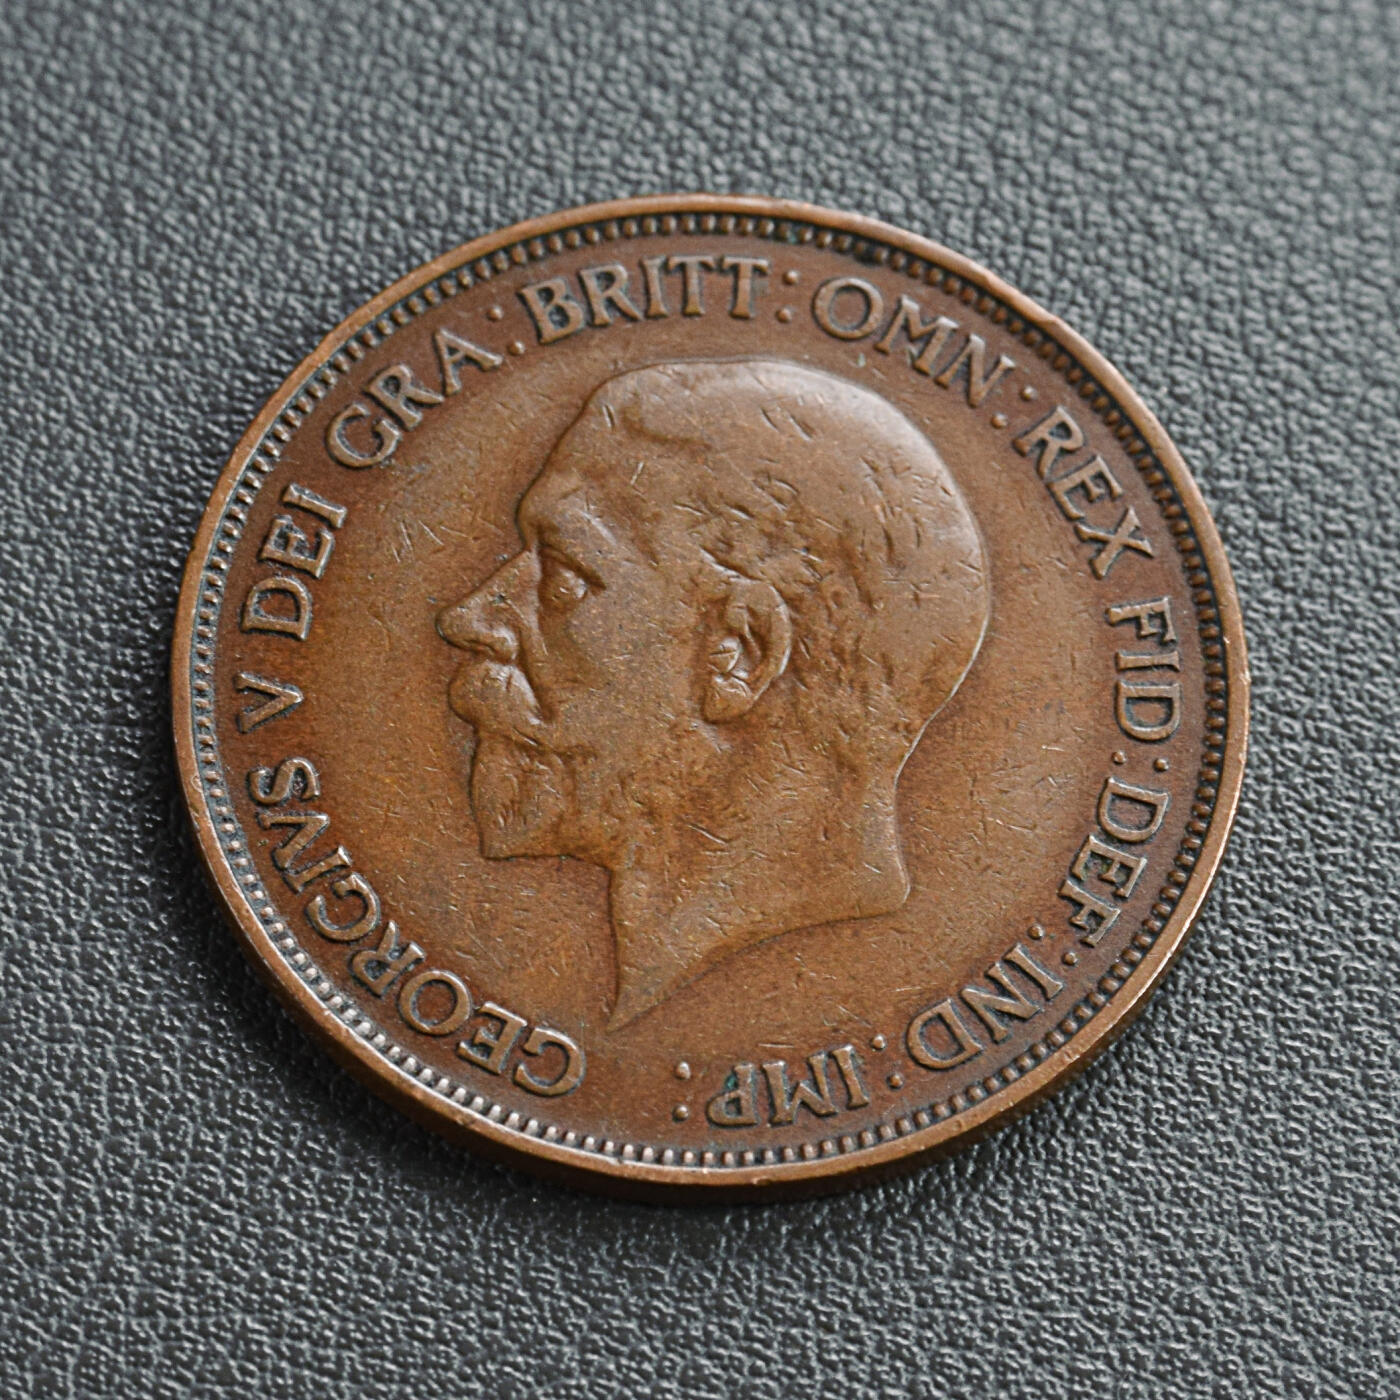 GEORGIVS V DEI GRA: BRITT: OMN: REX FID: DEF: IND: IMP: